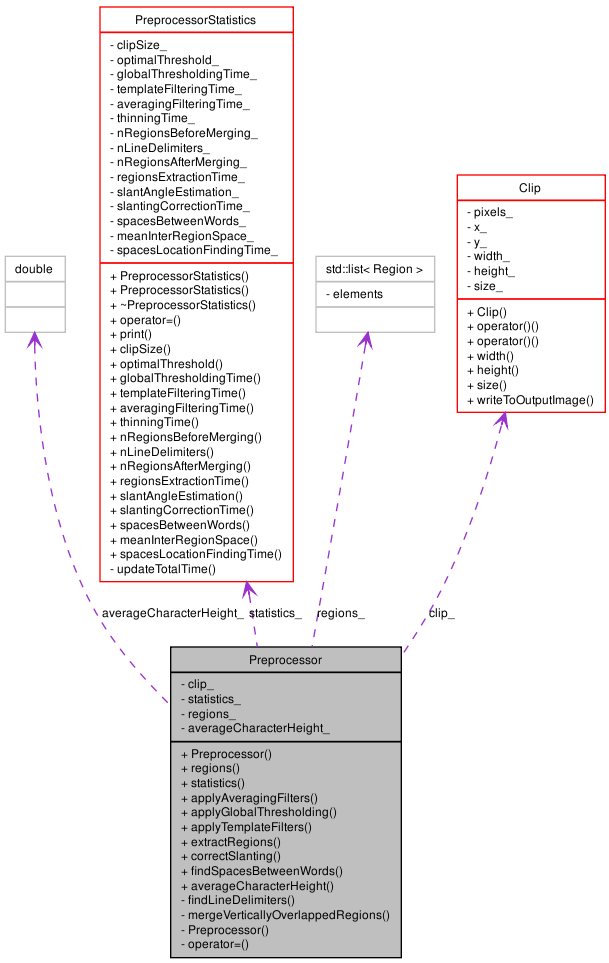 PreprocessorStatistics
- clipSize_
- optimalThreshold_
- globalThresholdingTime_
- templateFilteringTime_
- averagingFilteringTime_
- thinningTime_
- nRegionsBeforeMerging_
- nLineDelimiters_
- nRegionsAfterMerging_
- regionsExtractionTime_
- slantAngleEstimation_
- slantingCorrectionTime_
- spacesBetweenWords_
- meanInterRegionSpace_
- spacesLocationFindingTime_
+ PreprocessorStatistics()
+ PreprocessorStatistics()
+ ~PreprocessorStatistics()
+ operator=()
+ print()
+ clipSize()
+ optimalThreshold()
+ globalThresholdingTime()
+ templateFilteringTime()
+ averagingFilteringTime()
+ thinningTime()
+ nRegionsBeforeMerging()
+ nLineDelimiters()
+ nRegionsAfterMerging()
+ regionsExtractionTime()
+ slantAngleEstimation()
+ slantingCorrectionTime()
+ spacesBetweenWords()
+ meanInterRegionSpace()
+ spacesLocationFindingTime()
- updateTotalTime()
double
std::list< Region >
- elements
Clip
- pixels_
- x_
- y_
- width_
- height_
- size_
+ Clip()
+ operator()()
+ operator()()
+ width()
+ height()
+ size()
+ writeToOutputImage()
averageCharacterHeight_
statistics_
regions_
clip_
Preprocessor
- clip_
- statistics_
- regions_
- averageCharacterHeight_
+ Preprocessor()
+ regions()
+ statistics()
+ applyAveragingFilters()
+ applyGlobalThresholding()
+ applyTemplateFilters()
+ extractRegions()
+ correctSlanting()
+ findSpacesBetweenWords()
+ averageCharacterHeight()
- findLineDelimiters()
- mergeVerticallyOverlappedRegions()
- Preprocessor()
- operator=()